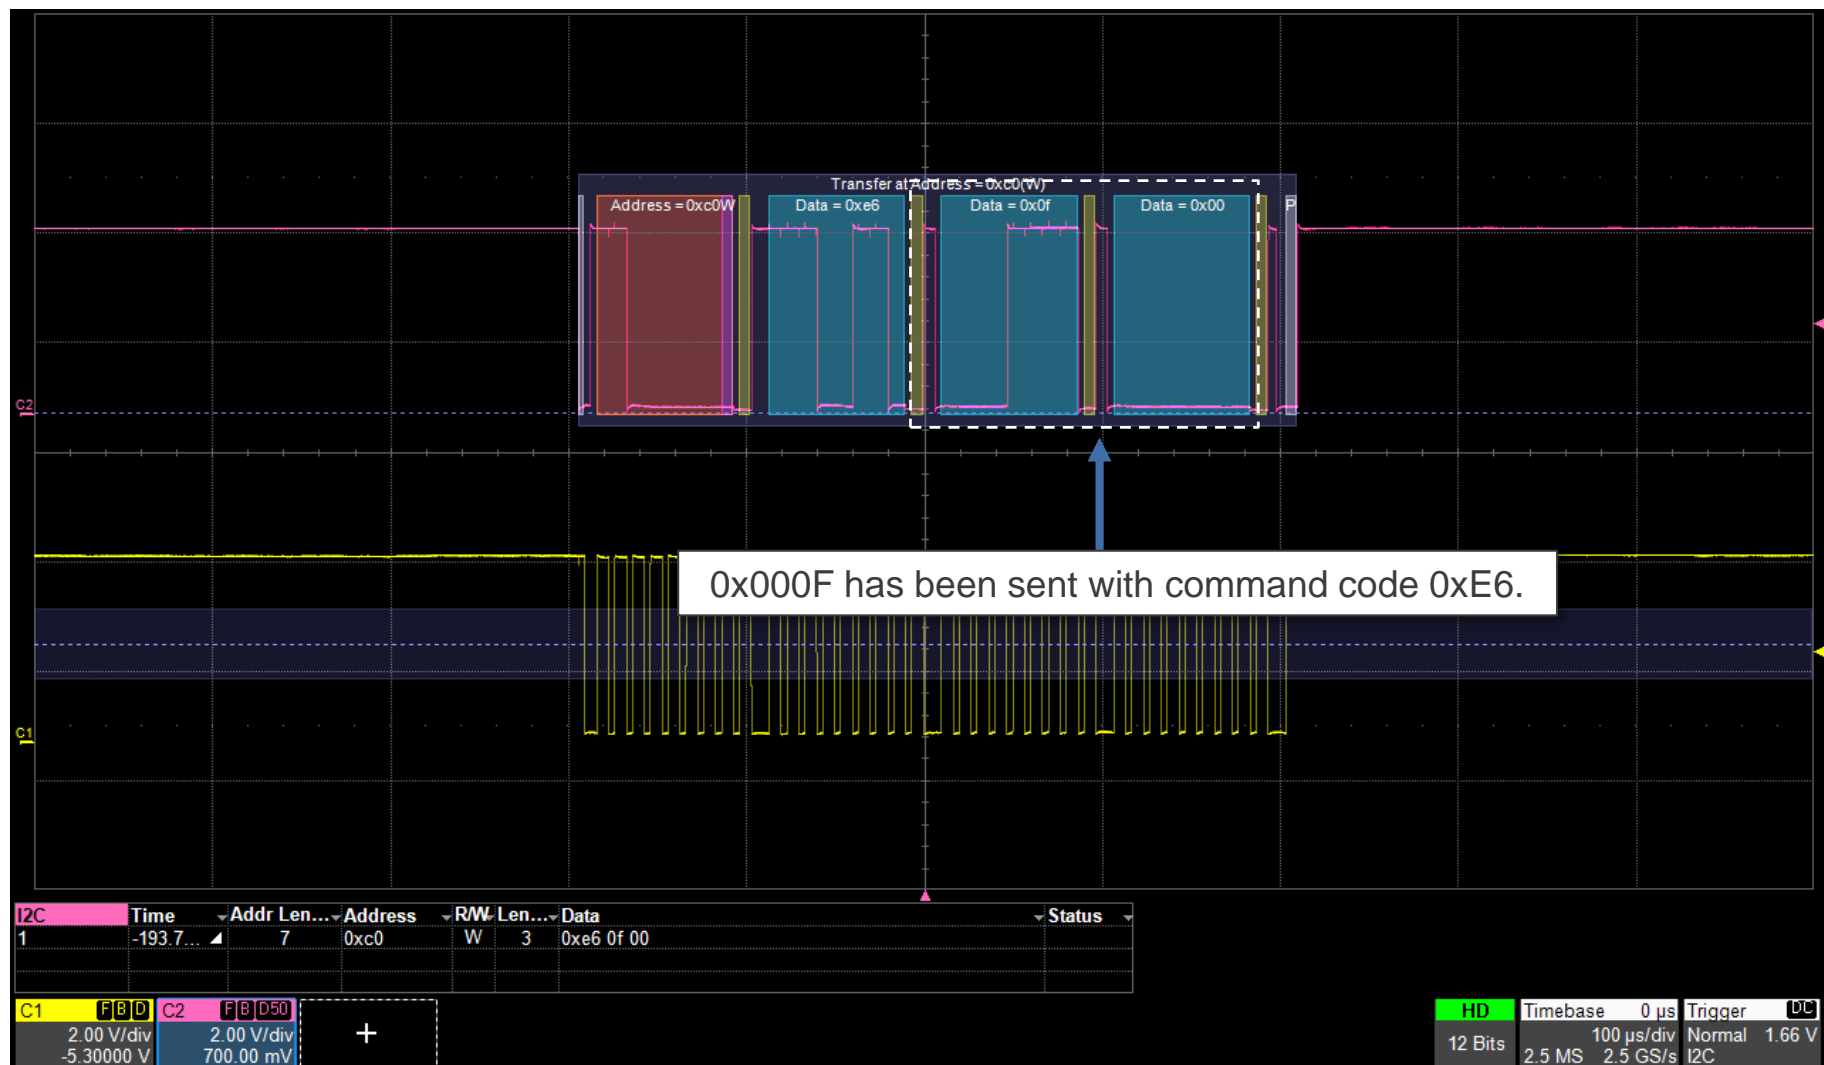 Transfer at Address = 0xc0(W)
Address = 0xc0W
Data = 0xe6
Data = 0x0f
Data = 0x00
P
C2
0x000F has been sent with command code 0xE6.
C1
I2C Time Addr Len... Address R/W Len... Data Status
1 -193.7... 7 0xc0 W 3 0xe6 0f 00
C1 F B D
2.00 V/div
-5.30000 V
C2 F B D50
2.00 V/div
700.00 mV
+
HD
12 Bits
Timebase 0 µs
100 µs/div
2.5 MS 2.5 GS/s
Trigger DC
Normal 1.66 V
I2C